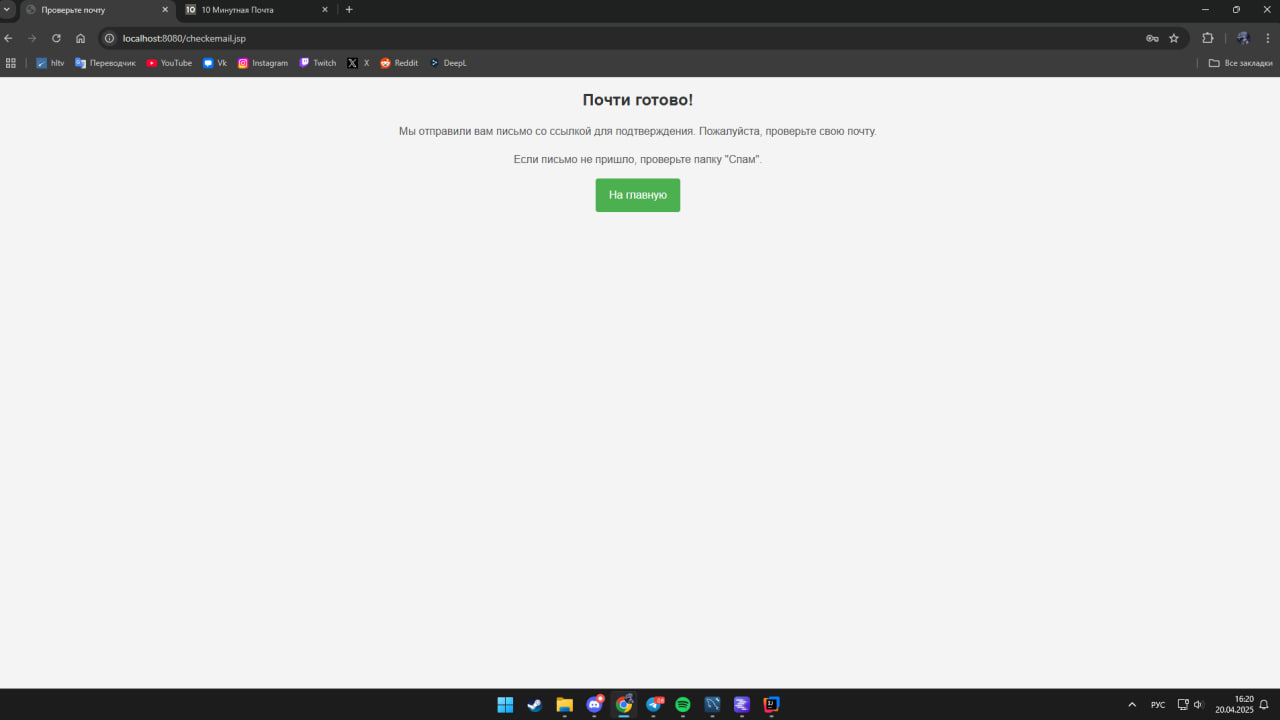 Проверьте почту
10 10 Минутная Почта
localhost:8080/checkemail.jsp
hltv Переводчик YouTube Vk Instagram Twitch X Reddit DeepL Все закладки
Почти готово!
Мы отправили вам письмо со ссылкой для подтверждения. Пожалуйста, проверьте свою почту.
Если письмо не пришло, проверьте папку "Спам".
На главную
РУС
16:20
20.04.2025